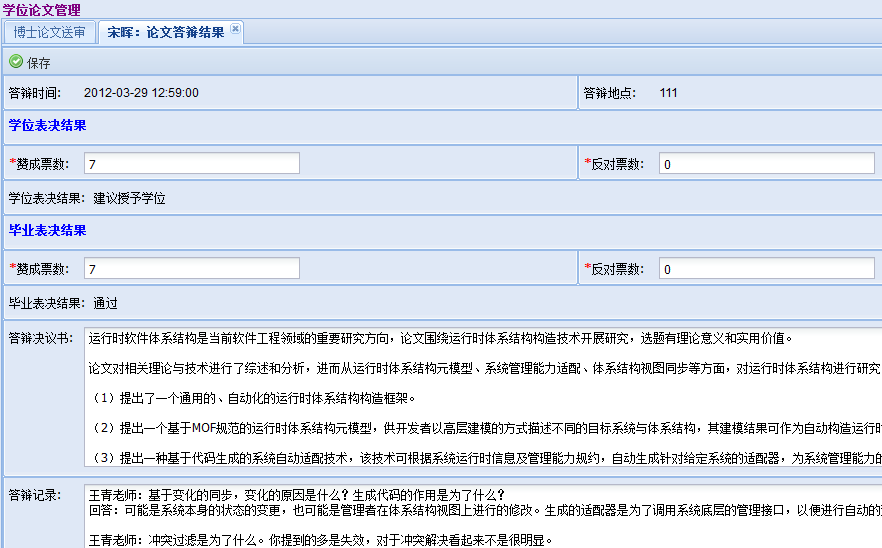 学位论文管理
博士论文送审
宋晖：论文答辩结果
保存
答辩时间： 2012-03-29 12:59:00 答辩地点： 111
学位表决结果
*赞成票数： 7 *反对票数： 0
学位表决结果： 建议授予学位
毕业表决结果
*赞成票数： 7 *反对票数： 0
毕业表决结果： 通过
答辩决议书： 运行时软件体系结构是当前软件工程领域的重要研究方向，论文围绕运行时体系结构构造技术开展研究，选题有理论意义和实用价值。
论文对相关理论与技术进行了综述和分析，进而从运行时体系结构元模型、系统管理能力适配、体系结构视图同步等方面，对运行时体系结构进行研究
（1）提出了一个通用的、自动化的运行时体系结构构造框架。
（2）提出一个基于MOF规范的运行时体系结构元模型，供开发者以高层建模的方式描述不同的目标系统与体系结构，其建模结果可作为自动构造运行时
（3）提出一种基于代码生成的系统自动适配技术，该技术可根据系统运行时信息及管理能力规约，自动生成针对给定系统的适配器，为系统管理能力的
答辩记录： 王青老师：基于变化的同步，变化的原因是什么？生成代码的作用是为了什么？
回答：可能是系统本身的状态的变更，也可能是管理者在体系结构视图上进行的修改。生成的适配器是为了调用系统底层的管理接口，以便进行自动的
王青老师：冲突过滤是为了什么。你提到的多是失效，对于冲突解决看起来不是很明显。